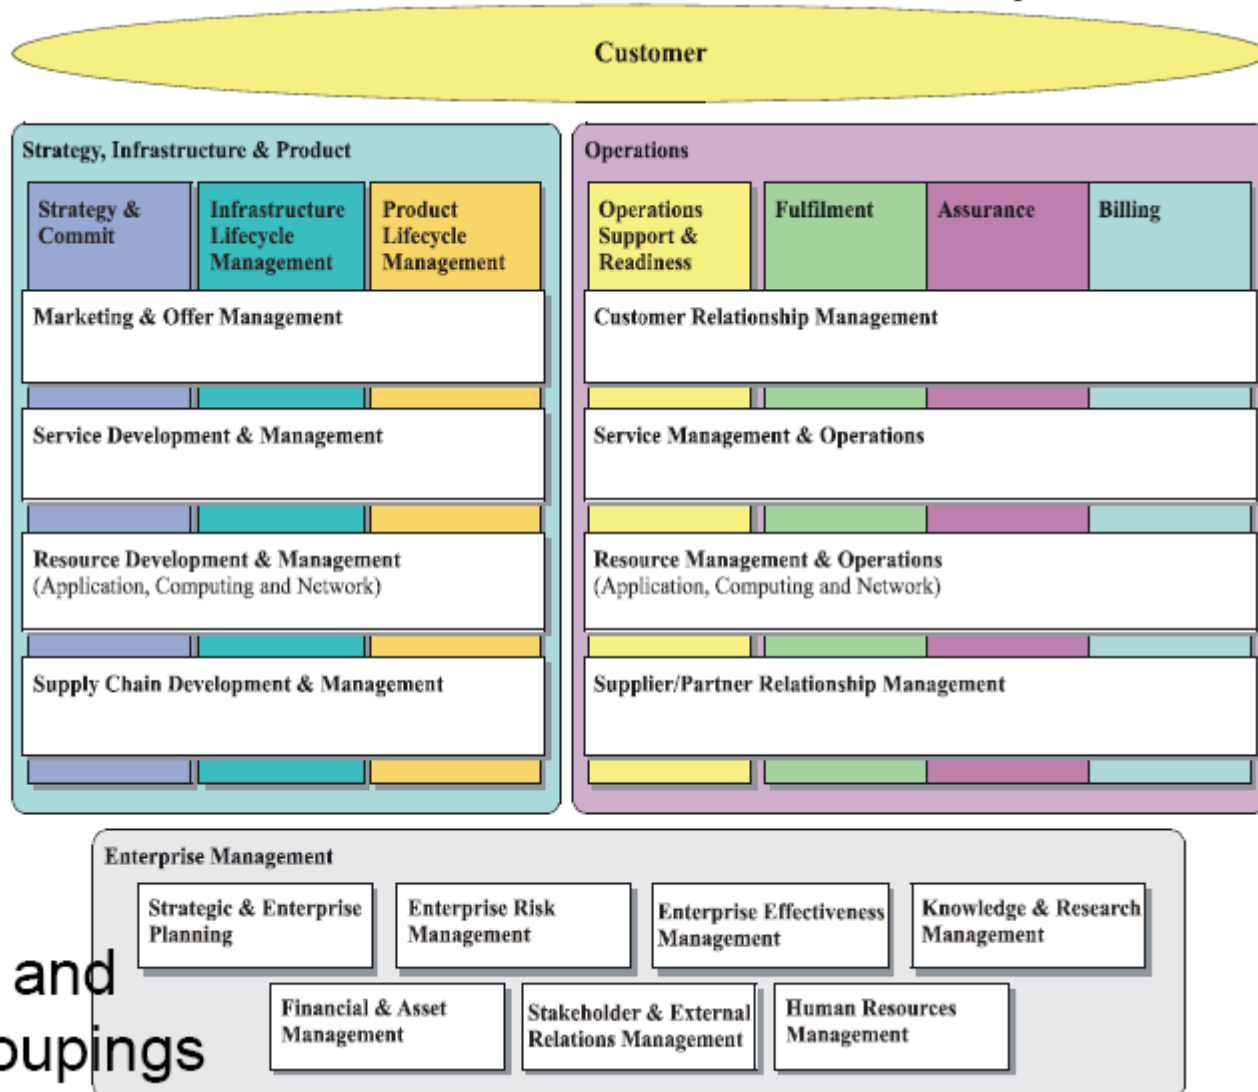 Customer
Strategy, Infrastructure & Product
Strategy &
Commit
Infrastructure
Lifecycle
Management
Product
Lifecycle
Management
Marketing & Offer Management
Service Development & Management
Resource Development & Management
(Application, Computing and Network)
Supply Chain Development & Management
Operations
Operations
Support &
Readiness
Fulfilment
Assurance
Billing
Customer Relationship Management
Service Management & Operations
Resource Management & Operations
(Application, Computing and Network)
Supplier/Partner Relationship Management
Enterprise Management
Strategic & Enterprise
Planning
Enterprise Risk
Management
Enterprise Effectiveness
Management
Knowledge & Research
Management
Financial & Asset
Management
Stakeholder & External
Relations Management
Human Resources
Management
and
oupings